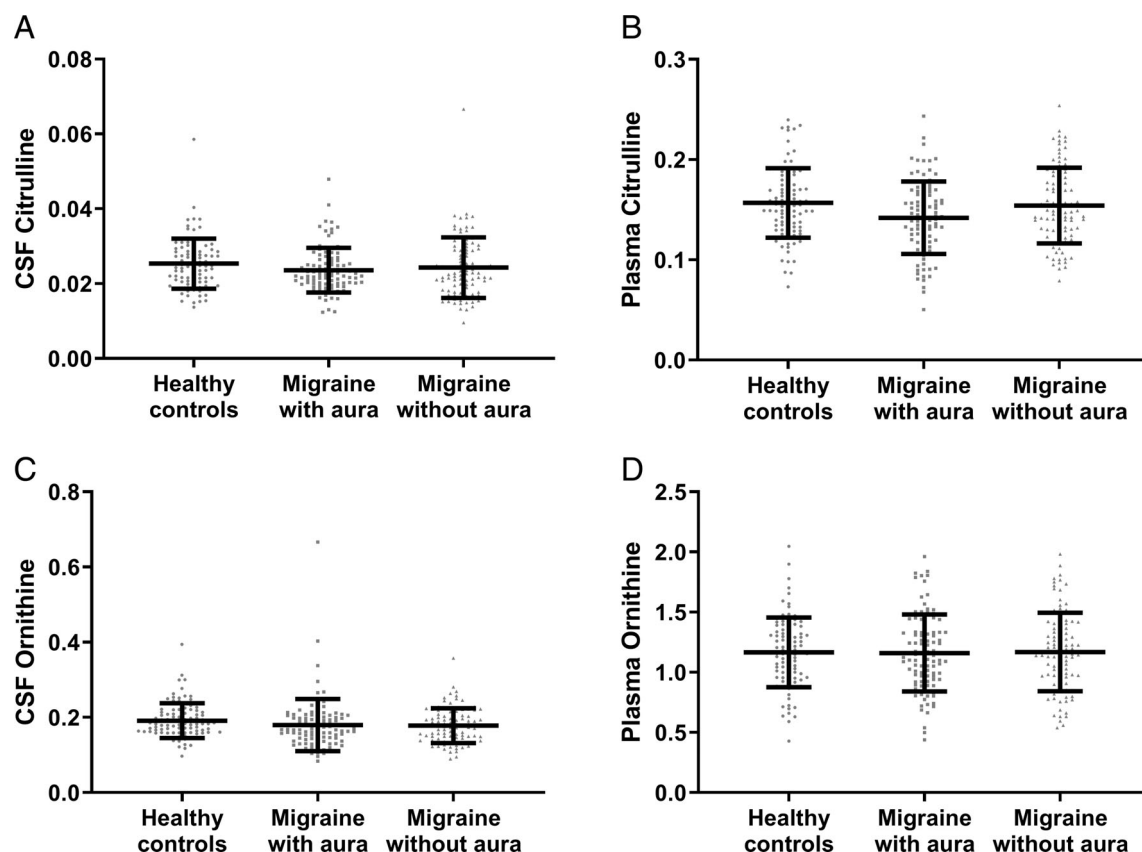 A
0.08
0.06
0.04
0.02
0.00
CSF Citrulline
Healthy
controls
Migraine
with aura
Migraine
without aura
B
0.3
0.2
0.1
0.0
Plasma Citrulline
Healthy
controls
Migraine
with aura
Migraine
without aura
C
0.8
0.6
0.4
0.2
0.0
CSF Ornithine
Healthy
controls
Migraine
with aura
Migraine
without aura
D
2.5
2.0
1.5
1.0
0.5
0.0
Plasma Ornithine
Healthy
controls
Migraine
with aura
Migraine
without aura